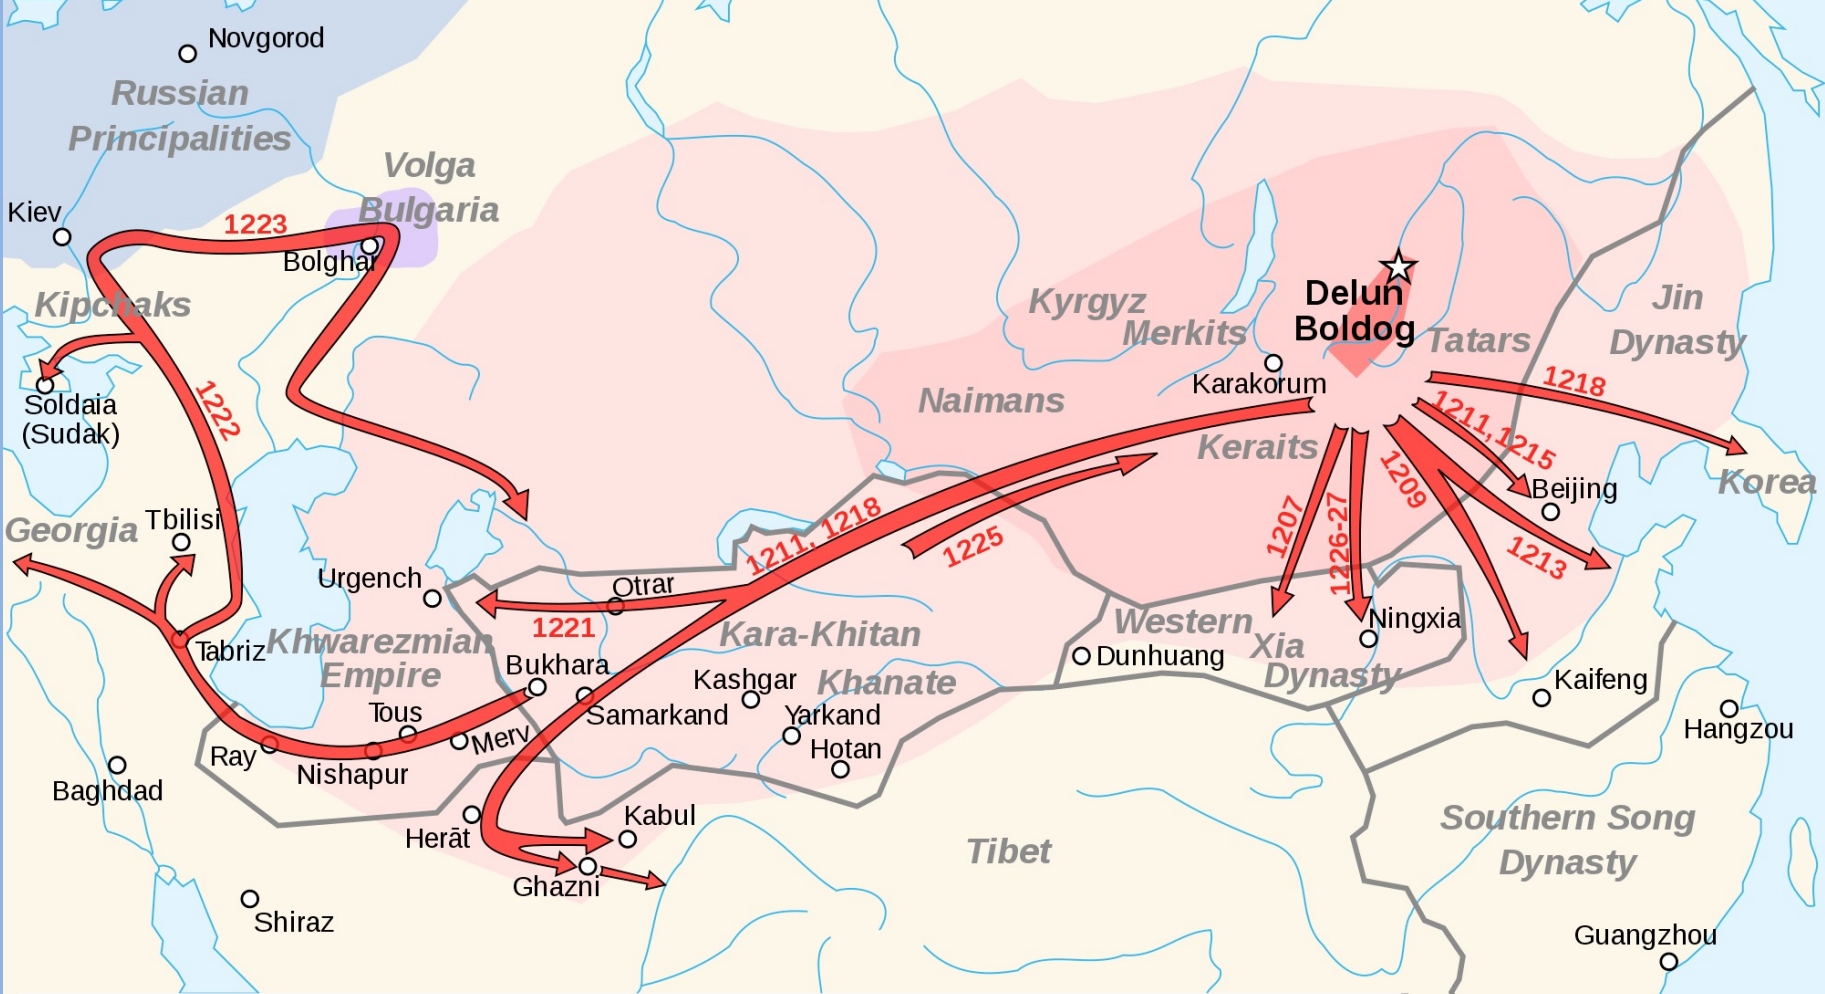 Novgorod
Russian
Principalities
Volga
Bulgaria
Kiev
1223
Bolghar
Kipchaks
Soldaia
(Sudak)
1222
Georgia
Tbilisi
Tabriz
Urgench
Khwarezmian
Empire
Otrar
1221
Bukhara
Samarkand
Tous
Merv
Ray
Nishapur
Baghdad
Shiraz
Herāt
Kabul
Ghazni
1211, 1218
1225
Kara-Khitan
Khanate
Kashgar
Yarkand
Hotan
Tibet
Kyrgyz
Merkits
Naimans
Keraits
Karakorum
Delun
Boldog
Tatars
Jin
Dynasty
1218
1211, 1215
Korea
Beijing
1209
1213
1207
1226-27
Western
Xia
Dynasty
Dunhuang
Ningxia
Kaifeng
Hangzou
Southern Song
Dynasty
Guangzhou